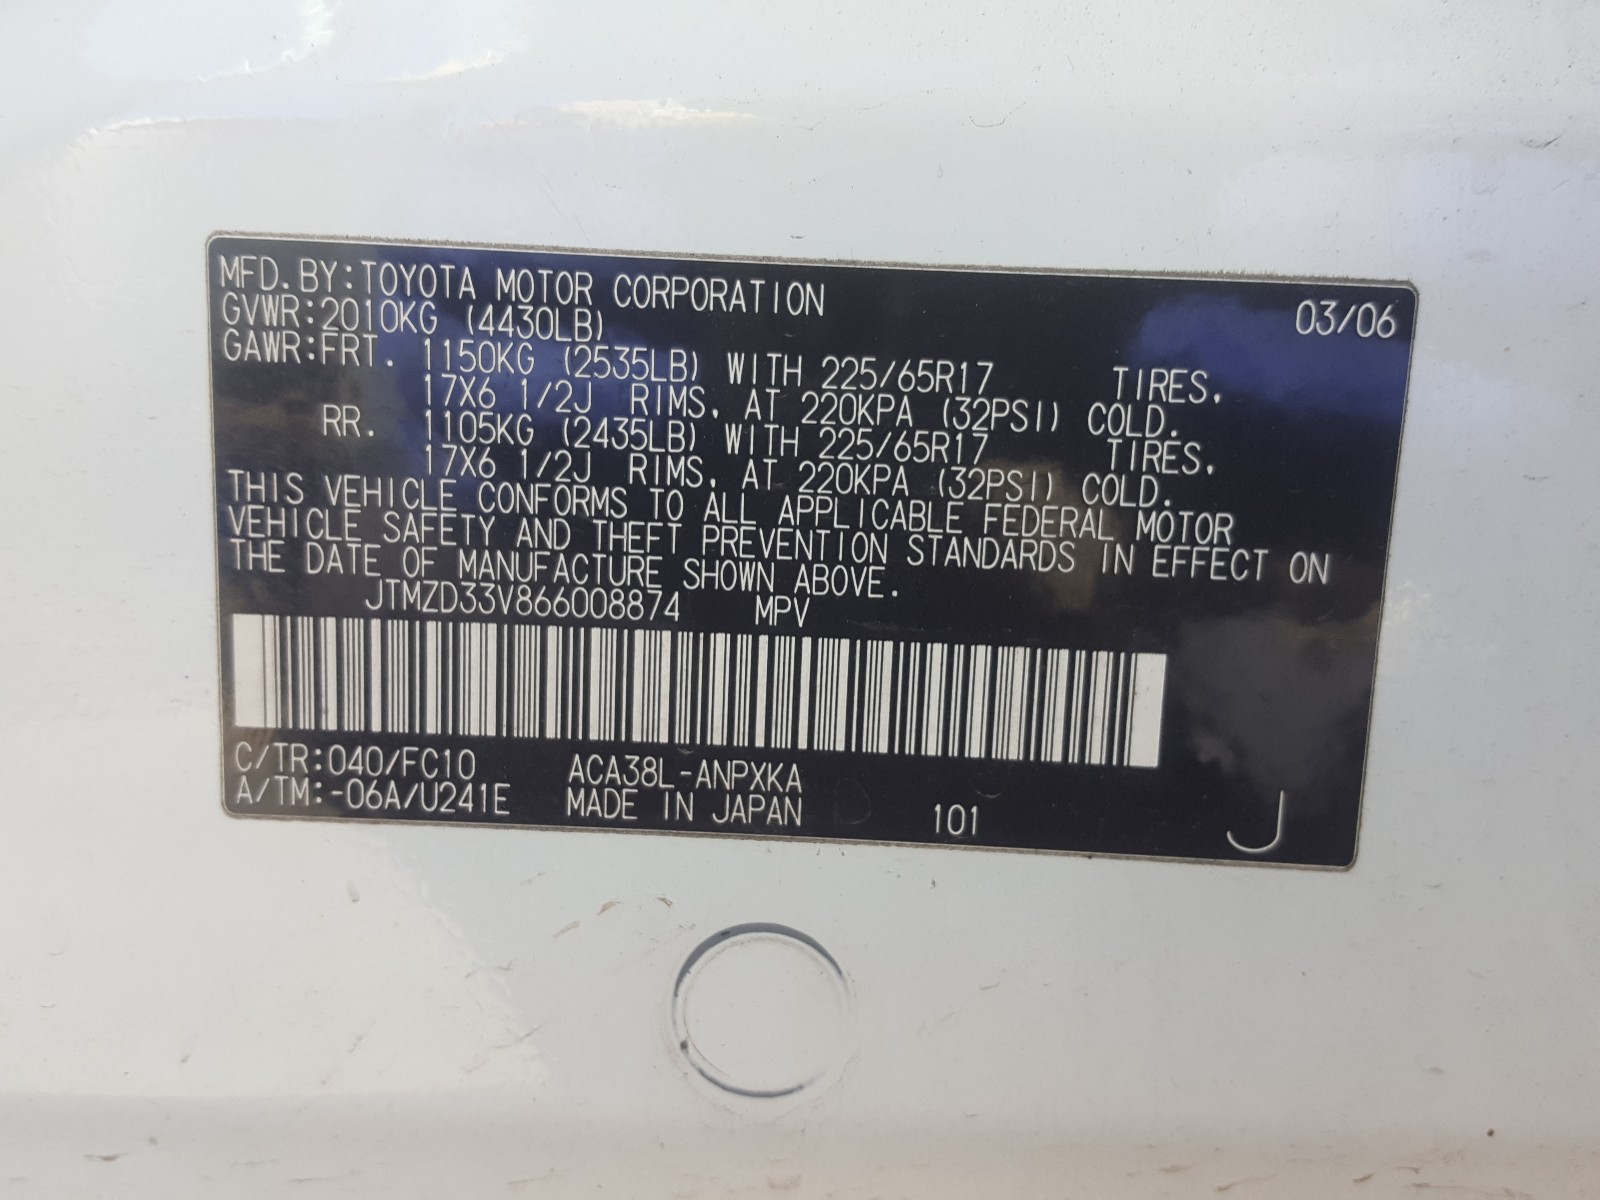 MFD.BY:TOYOTA MOTOR CORPORATION 03/06
GVWR:2010KG (4430LB)
GAWR:FRT. 1150KG (2535LB) WITH 225/65R17 TIRES,
17X6 1/2J RIMS, AT 220KPA (32PSI) COLD.
RR. 1105KG (2435LB) WITH 225/65R17 TIRES,
17X6 1/2J RIMS, AT 220KPA (32PSI) COLD.
THIS VEHICLE CONFORMS TO ALL APPLICABLE FEDERAL MOTOR
VEHICLE SAFETY AND THEFT PREVENTION STANDARDS IN EFFECT ON
THE DATE OF MANUFACTURE SHOWN ABOVE.
JTMZD33V866008874 MPV
C/TR:040/FC10 ACA38L-ANPXKA
A/TM:-06A/U241E MADE IN JAPAN 101 J